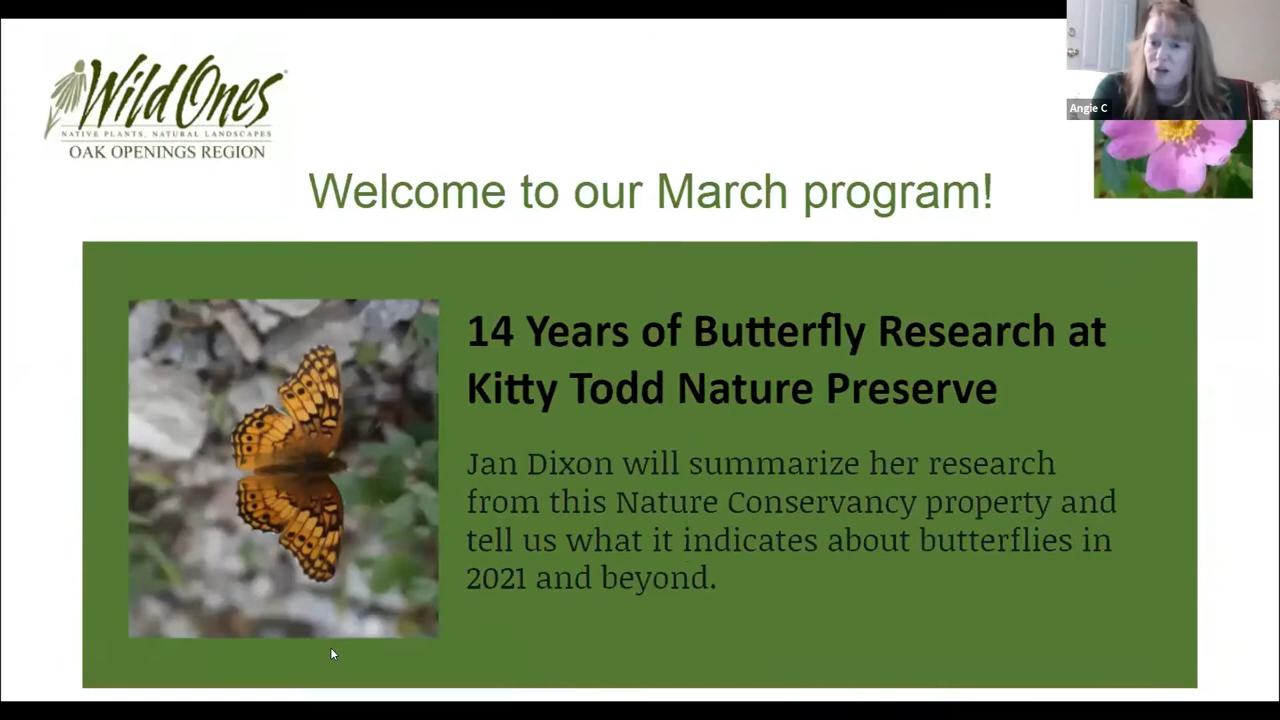 Wild Ones®
NATIVE PLANTS, NATURAL LANDSCAPES
OAK OPENINGS REGION
Angie C
Welcome to our March program!
14 Years of Butterfly Research at
Kitty Todd Nature Preserve
Jan Dixon will summarize her research
from this Nature Conservancy property and
tell us what it indicates about butterflies in
2021 and beyond.